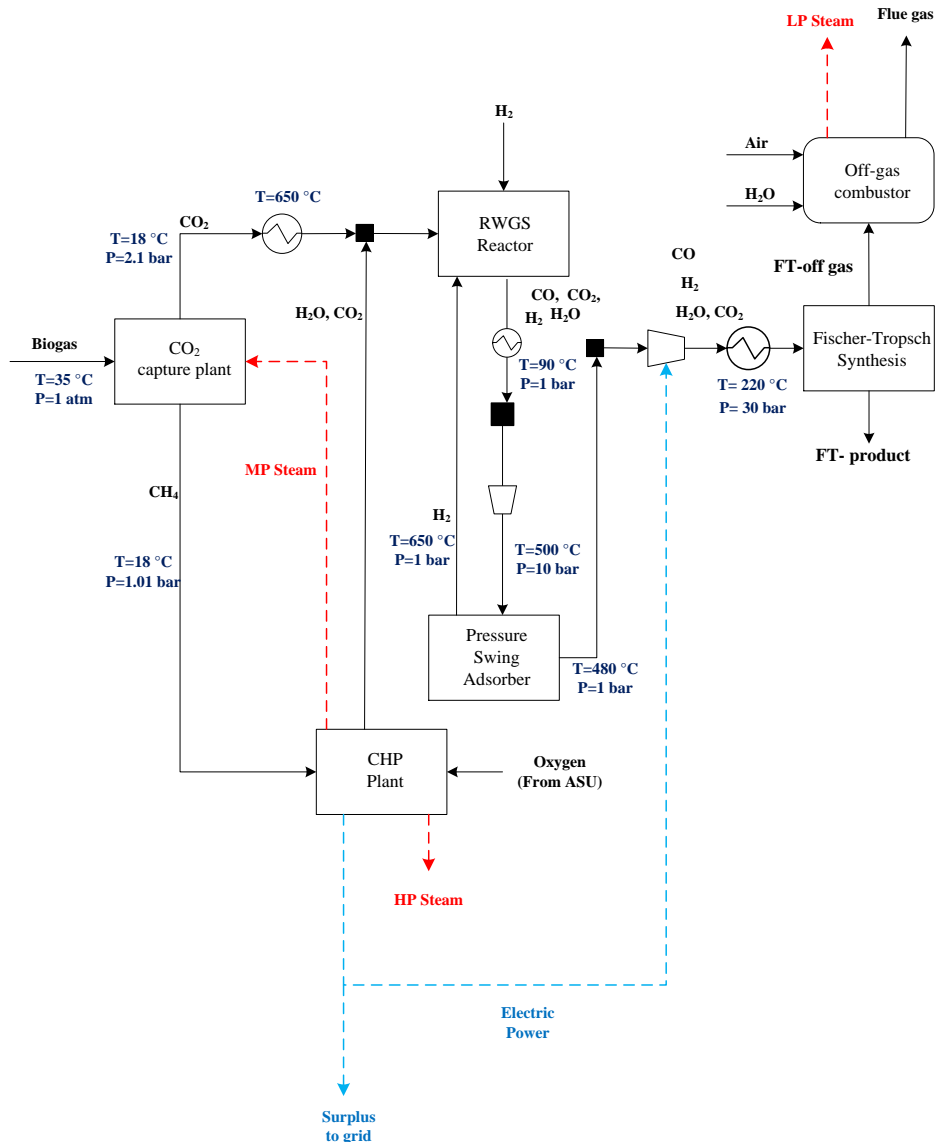 LP Steam
Flue gas
H₂
Air
H₂O
Off-gas
combustor
T=650 °C
CO₂
T=18 °C
P=2.1 bar
RWGS
Reactor
CO
H₂
H₂O, CO₂
FT-off gas
H₂O, CO₂
CO, CO₂,
H₂ H₂O
Biogas
T=35 °C
P=1 atm
CO₂
capture plant
T=90 °C
P=1 bar
Fischer-Tropsch
Synthesis
T= 220 °C
P= 30 bar
FT- product
MP Steam
CH₄
H₂
T=650 °C
P=1 bar
T=500 °C
P=10 bar
T=18 °C
P=1.01 bar
Pressure
Swing
Adsorber
T=480 °C
P=1 bar
CHP
Plant
Oxygen
(From ASU)
HP Steam
Electric
Power
Surplus
to grid